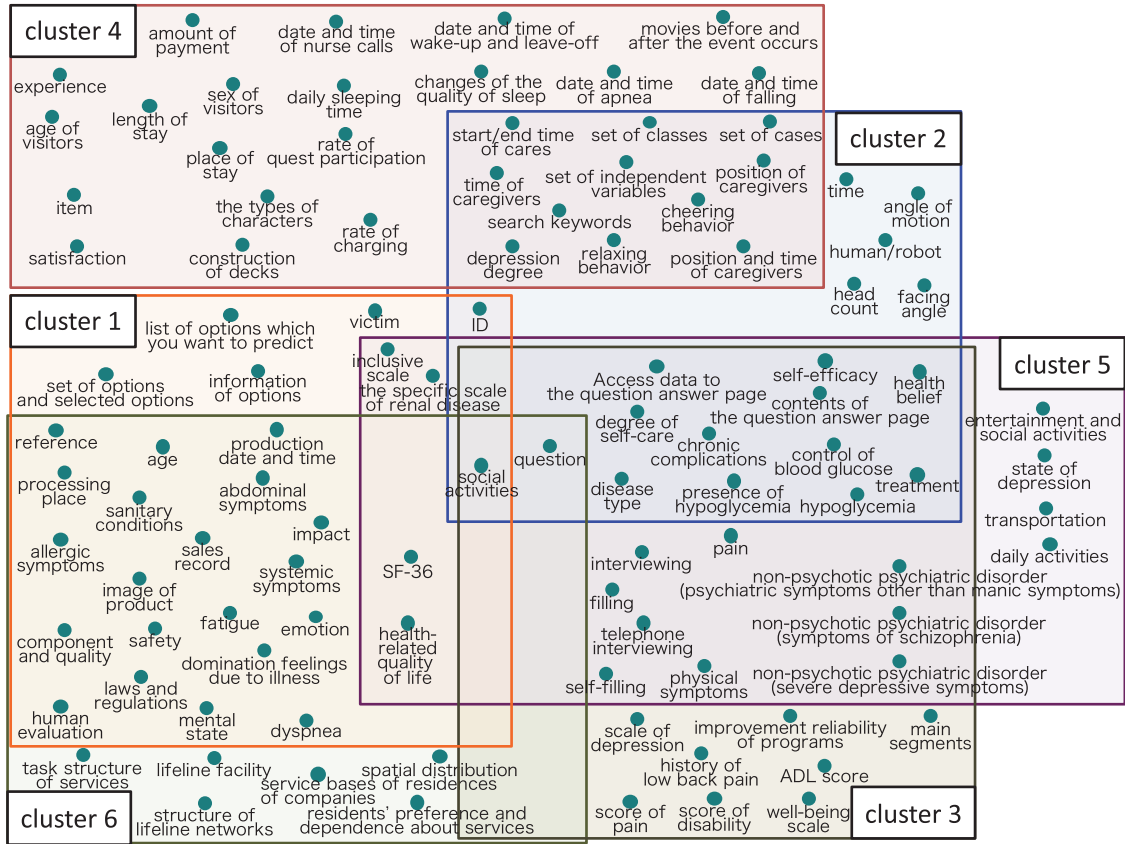 cluster 4
amount of
payment
date and time
of nurse calls
date and time of
wake-up and leave-off
movies before and
after the event occurs
experience
sex of
visitors
daily sleeping
time
changes of the
quality of sleep
date and time
of apnea
date and time
of falling
age of
visitors
length of
stay
place of
stay
rate of
quest participation
item
the types of
characters
rate of
charging
satisfaction
construction
of decks
start/end time
of cares
set of classes
set of cases
cluster 2
time of
caregivers
set of independent
variables
position of
caregivers
search keywords
cheering
behavior
depression
degree
relaxing
behavior
position and time
of caregivers
time
angle of
motion
human/robot
head
count
facing
angle
cluster 1
list of options which
you want to predict
victim
ID
inclusive
scale
the specific scale
of renal disease
set of options
and selected options
information
of options
cluster 5
Access data to
the question answer page
self-efficacy
health
belief
contents of
the question answer page
degree of
self-care
chronic
complications
control of
blood glucose
treatment
disease
type
presence of
hypoglycemia
hypoglycemia
entertainment and
social activities
state of
depression
transportation
daily activities
question
social
activities
reference
age
production
date and time
processing
place
sanitary
conditions
abdominal
symptoms
impact
allergic
symptoms
sales
record
systemic
symptoms
image of
product
SF-36
fatigue
emotion
component
and quality
safety
domination feelings
due to illness
health-
related
quality
of life
laws and
regulations
human
evaluation
mental
state
dyspnea
interviewing
pain
non-psychotic psychiatric disorder
(psychiatric symptoms other than manic symptoms)
filling
telephone
interviewing
non-psychotic psychiatric disorder
(symptoms of schizophrenia)
self-filling
physical
symptoms
non-psychotic psychiatric disorder
(severe depressive symptoms)
scale of
depression
improvement reliability
of programs
main
segments
history of
low back pain
ADL score
score of
pain
score of
disability
well-being
scale
cluster 3
task structure
of services
lifeline facility
service bases of residences
of companies
spatial distribution
cluster 6
structure of
lifeline networks
residents' preference and
dependence about services